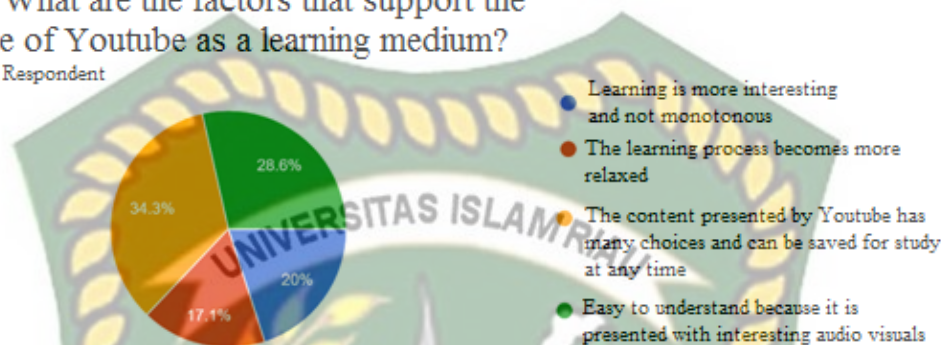 What are the factors that support the
e of Youtube as a learning medium?
Respondent
Learning is more interesting
and not monotonous
The learning process becomes more
relaxed
The content presented by Youtube has
many choices and can be saved for study
at any time
Easy to understand because it is
presented with interesting audio visuals
28.6%
34.3%
20%
17.1%
UNIVERSITAS ISLAM RIAU